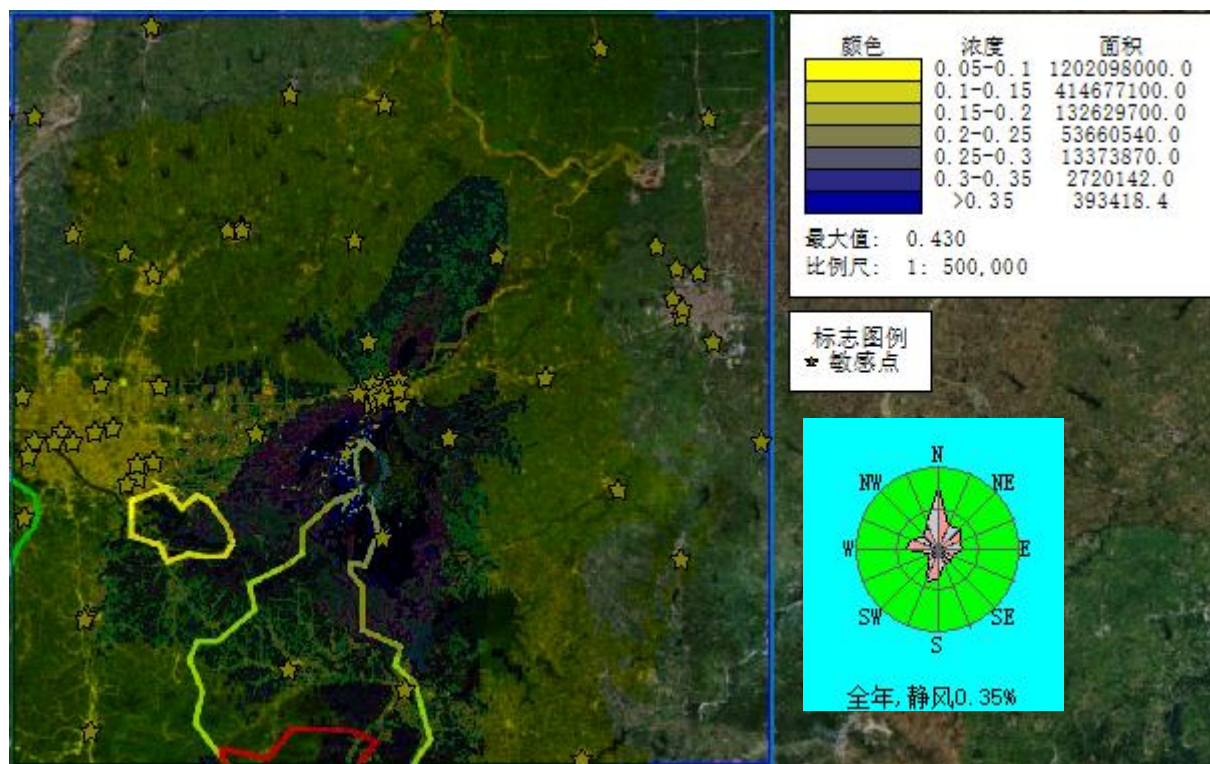 颜色 浓度 面积
0.05-0.1 1202098000.0
0.1-0.15 414677100.0
0.15-0.2 132629700.0
0.2-0.25 53660540.0
0.25-0.3 13373870.0
0.3-0.35 2720142.0
>0.35 393418.4
最大值: 0.430
比例尺: 1: 500,000
标志图例
敏感点
N
NW NE
W E
SW SE
S
全年,静风0.35%